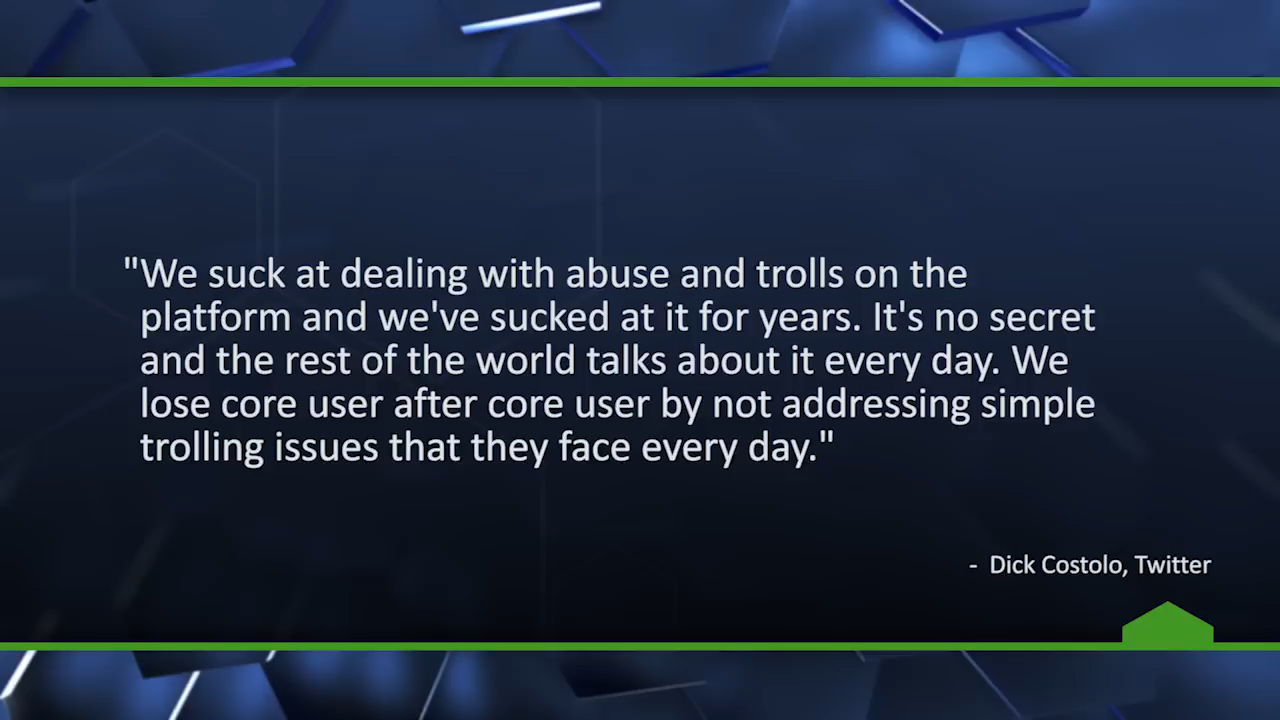 "We suck at dealing with abuse and trolls on the
platform and we've sucked at it for years. It's no secret
and the rest of the world talks about it every day. We
lose core user after core user by not addressing simple
trolling issues that they face every day."
- Dick Costolo, Twitter